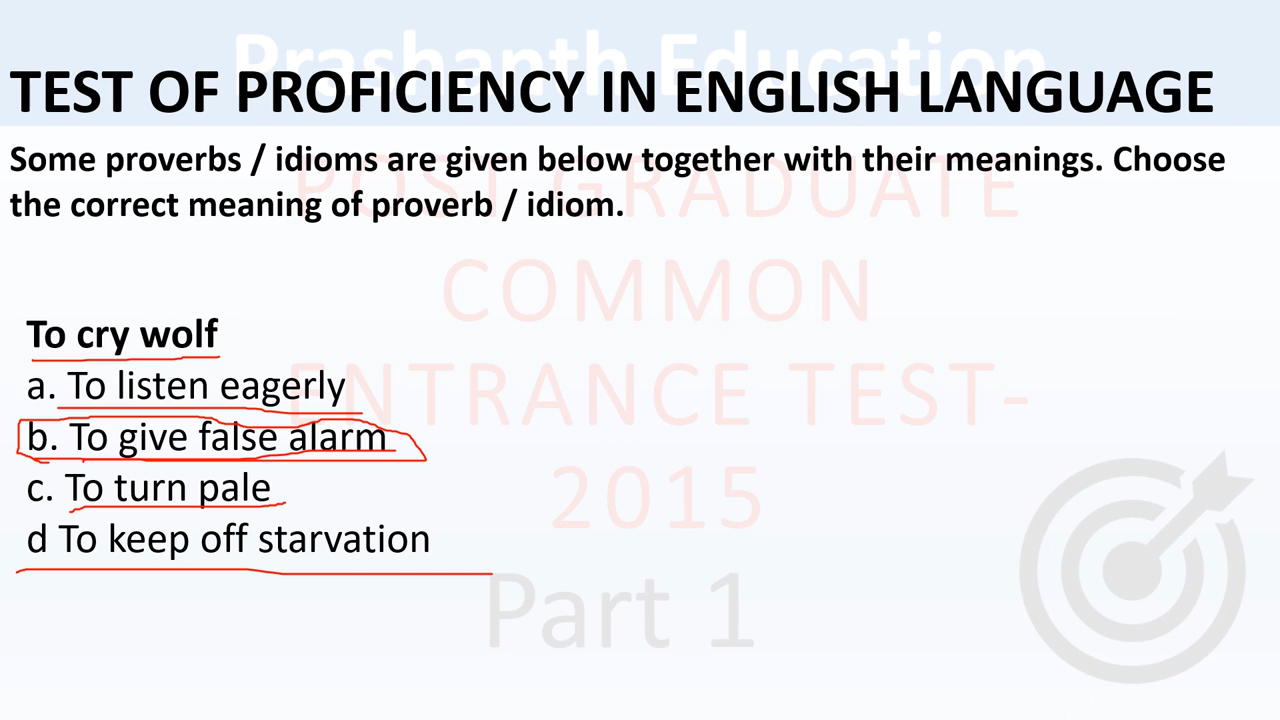 Prashanth Education
TEST OF PROFICIENCY IN ENGLISH LANGUAGE
Some proverbs / idioms are given below together with their meanings. Choose
the correct meaning of proverb / idiom.
POST GRADUATE
COMMON
ENTRANCE TEST-
2015
Part 1
To cry wolf
a. To listen eagerly
b. To give false alarm
c. To turn pale
d To keep off starvation